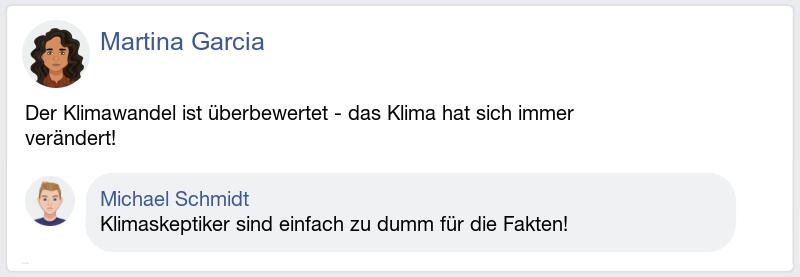 Martina Garcia
Der Klimawandel ist überbewertet - das Klima hat sich immer
verändert!
Michael Schmidt
Klimaskeptiker sind einfach zu dumm für die Fakten!